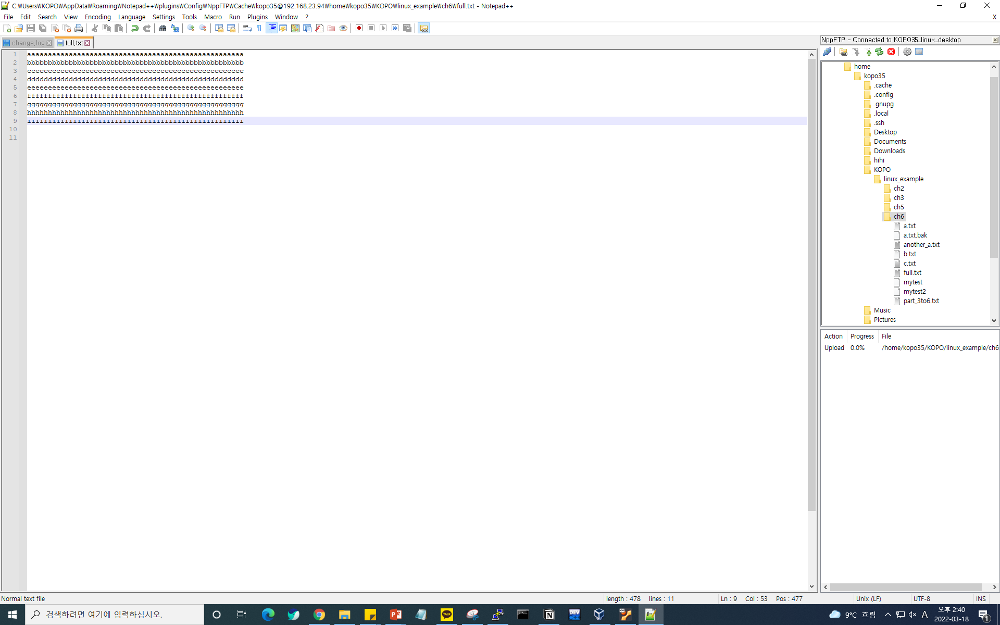 C:₩Users₩KOPO₩AppData₩Roaming₩Notepad++₩plugins₩Config₩NppFTP₩Cache₩kopo35@192.168.23.94₩home₩kopo35₩KOPO₩linux_example₩ch6₩full.txt - Notepad++
File Edit Search View Encoding Language Settings Tools Macro Run Plugins Window ? X
change.log full.txt
1 aaaaaaaaaaaaaaaaaaaaaaaaaaaaaaaaaaaaaaaaaaaaaaaaaaaa
2 bbbbbbbbbbbbbbbbbbbbbbbbbbbbbbbbbbbbbbbbbbbbbbbbbbbb
3 cccccccccccccccccccccccccccccccccccccccccccccccccccc
4 dddddddddddddddddddddddddddddddddddddddddddddddddddd
5 eeeeeeeeeeeeeeeeeeeeeeeeeeeeeeeeeeeeeeeeeeeeeeeeeeee
6 ffffffffffffffffffffffffffffffffffffffffffffffffffff
7 gggggggggggggggggggggggggggggggggggggggggggggggggggg
8 hhhhhhhhhhhhhhhhhhhhhhhhhhhhhhhhhhhhhhhhhhhhhhhhhhhh
9 iiiiiiiiiiiiiiiiiiiiiiiiiiiiiiiiiiiiiiiiiiiiiiiiiiii
10
11
NppFTP - Connected to KOPO35_linux_desktop
home
kopo35
.cache
.config
.gnupg
.local
.ssh
Desktop
Documents
Downloads
hihi
KOPO
linux_example
ch2
ch3
ch5
ch6
a.txt
a.txt.bak
another_a.txt
b.txt
c.txt
full.txt
mytest
mytest2
part_3to6.txt
Music
Pictures
Action Progress File
Upload 0.0% /home/kopo35/KOPO/linux_example/ch6
Normal text file length : 478 lines : 11 Ln : 9 Col : 53 Pos : 477 Unix (LF) UTF-8 INS
검색하려면 여기에 입력하십시오.
TALK
DEV
64
9°C 흐림
A
오후 2:40
2022-03-18
1